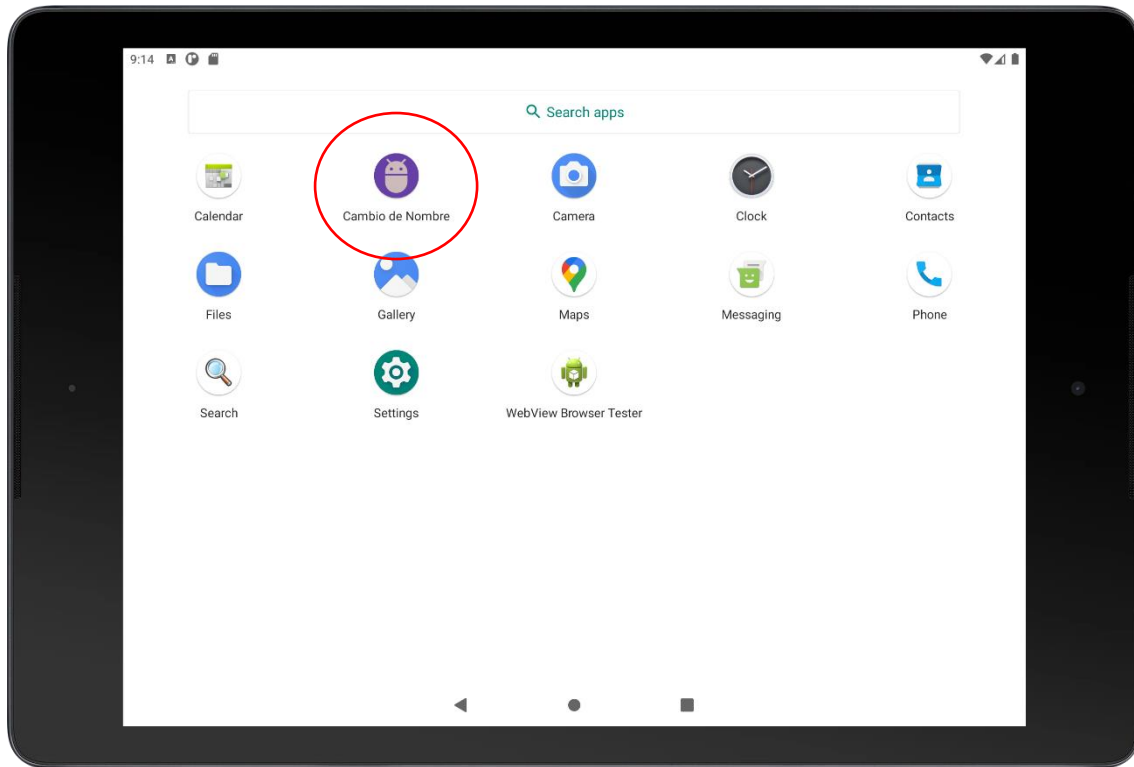 9:14
Search apps
Calendar
Cambio de Nombre
Camera
Clock
Contacts
Files
Gallery
Maps
Messaging
Phone
Search
Settings
WebView Browser Tester